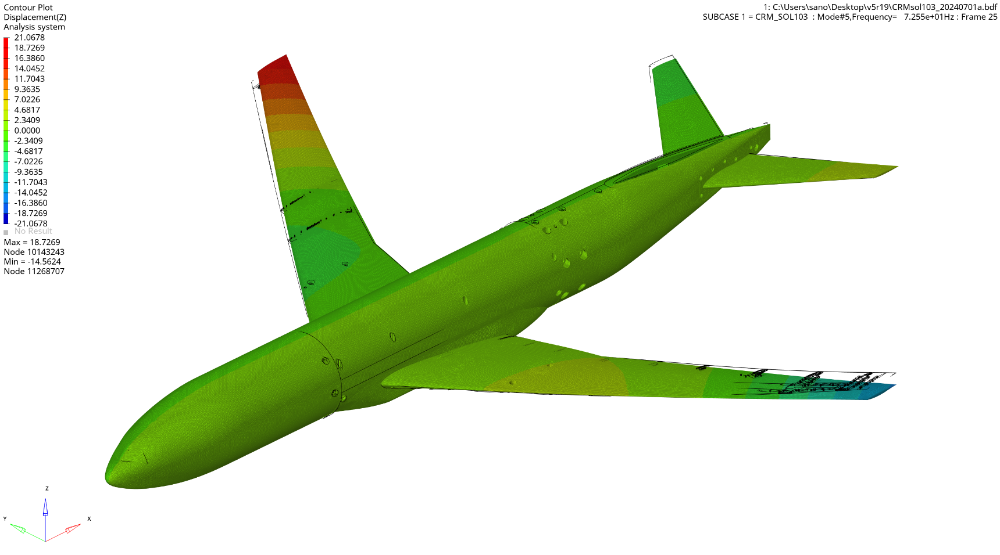 Contour Plot
Displacement(Z)
Analysis system
21.0678
18.7269
16.3860
14.0452
11.7043
9.3635
7.0226
4.6817
2.3409
0.0000
-2.3409
-4.6817
-7.0226
-9.3635
-11.7043
-14.0452
-16.3860
-18.7269
-21.0678
No Result
Max = 18.7269
Node 10143243
Min = -14.5624
Node 11268707
1: C:\Users\sano\Desktop\v5r19\CRMsol103_20240701a.bdf
SUBCASE 1 = CRM_SOL103 : Mode#5,Frequency= 7.255e+01Hz : Frame 25
Z
Y
X